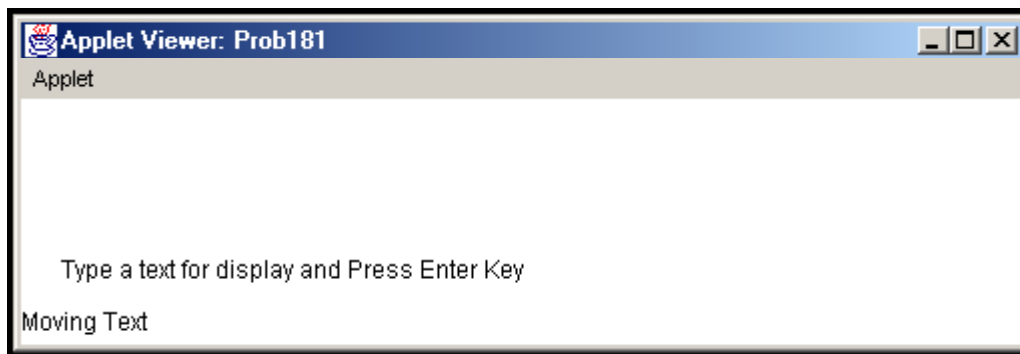 Applet Viewer: Prob181
Applet
Type a text for display and Press Enter Key
Moving Text